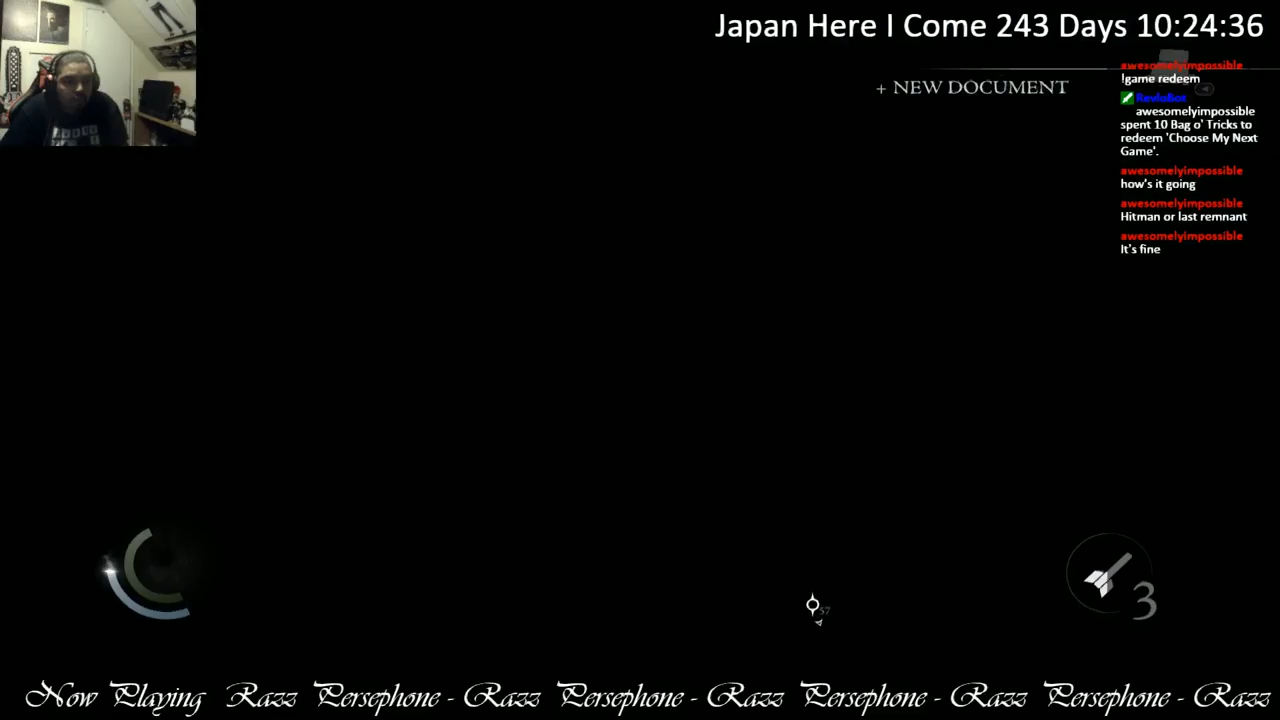 Japan Here I Come 243 Days 10:24:36
+ NEW DOCUMENT
awesomelyimpossible
!game redeem
RevloBot
awesomelyimpossible
spent 10 Bag o' Tricks to
redeem 'Choose My Next
Game'.
awesomelyimpossible
how's it going
awesomelyimpossible
Hitman or last remnant
awesomelyimpossible
It's fine
57
3
Now Playing Razz Persephone - Razz Persephone - Razz Persephone - Razz Persephone - Razz